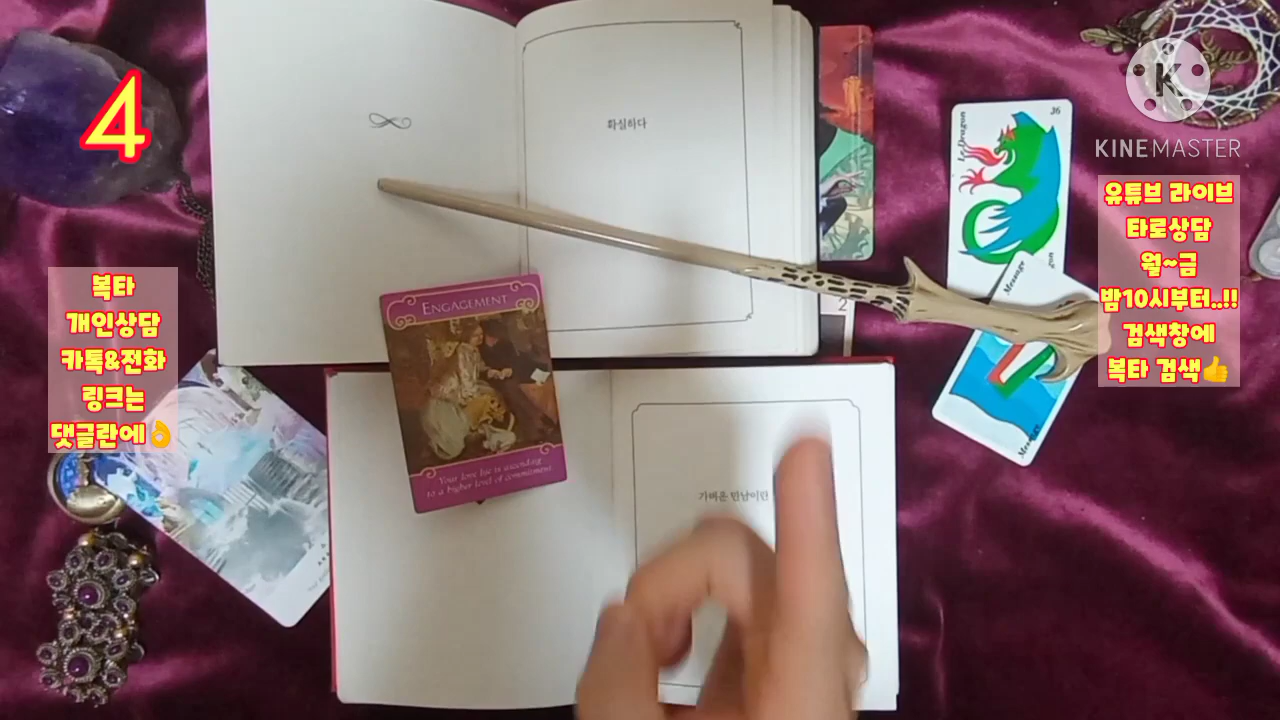 4
복타
개인상담
카톡&전화
링크는
댓글란에👌
화실하다
ENGAGEMENT
Your love life is ascending
to a higher level of commitment
가벼운 만남이란
Le Dragon
36
Message
Message
2
KINEMASTER
유튜브 라이브
타로상담
월~금
밤10시부터..!!
검색창에
복타 검색👍